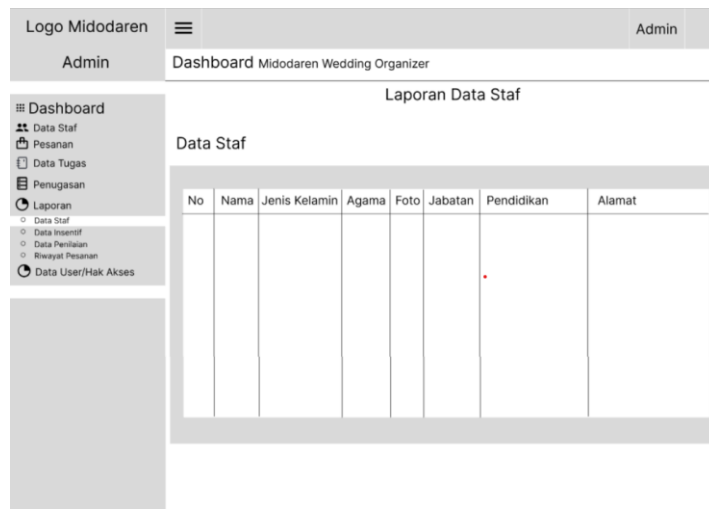 Logo Midodaren
Admin
Admin
Dashboard Midodaren Wedding Organizer
Dashboard
Data Staf
Pesanan
Data Tugas
Penugasan
Laporan
Data Staf
Data Insentif
Data Penilaian
Riwayat Pesanan
Data User/Hak Akses
Laporan Data Staf
Data Staf
No Nama Jenis Kelamin Agama Foto Jabatan Pendidikan Alamat